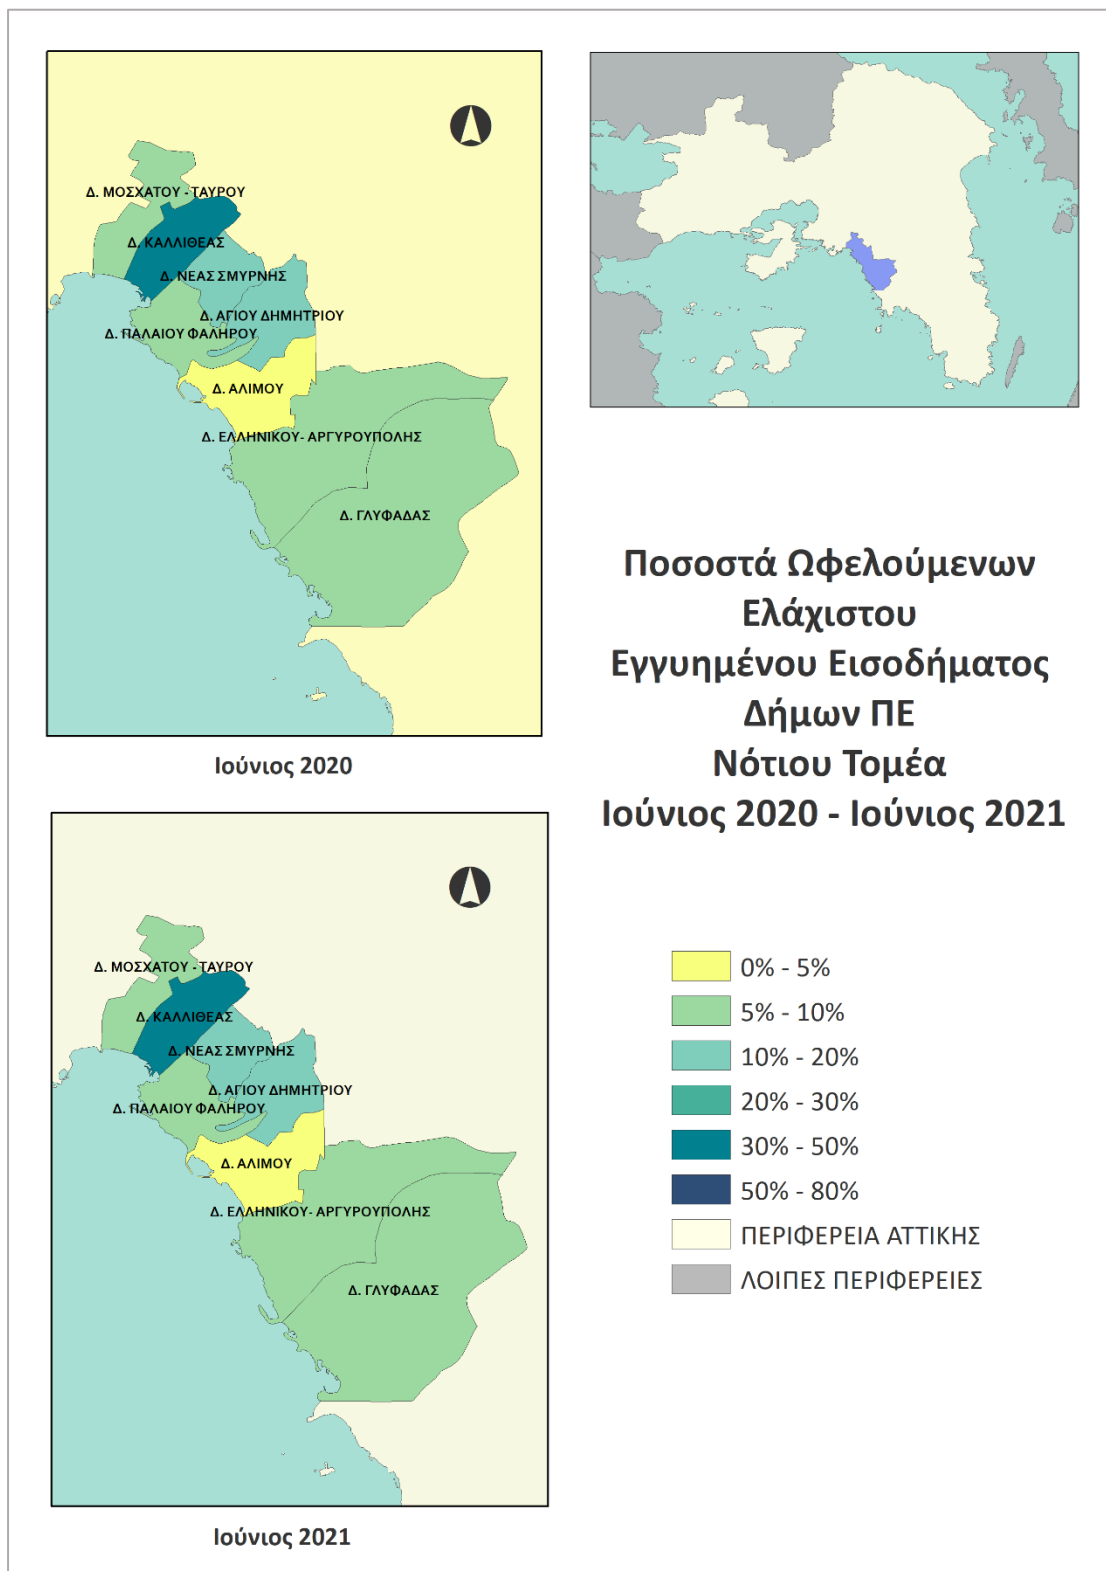 Δ. ΜΟΣΧΑΤΟΥ - ΤΑΥΡΟΥ
Δ. ΚΑΛΛΙΘΕΑΣ
Δ. ΝΕΑΣ ΣΜΥΡΝΗΣ
Δ. ΑΓΙΟΥ ΔΗΜΗΤΡΙΟΥ
Δ. ΠΑΛΑΙΟΥ ΦΑΛΗΡΟΥ
Δ. ΑΛΙΜΟΥ
Δ. ΕΛΛΗΝΙΚΟΥ- ΑΡΓΥΡΟΥΠΟΛΗΣ
Δ. ΓΛΥΦΑΔΑΣ
Ιούνιος 2020
Ποσοστά Ωφελούμενων
Ελάχιστου
Εγγυημένου Εισοδήματος
Δήμων ΠΕ
Νότιου Τομέα
Ιούνιος 2020 - Ιούνιος 2021
Δ. ΜΟΣΧΑΤΟΥ - ΤΑΥΡΟΥ
Δ. ΚΑΛΛΙΘΕΑΣ
Δ. ΝΕΑΣ ΣΜΥΡΝΗΣ
Δ. ΑΓΙΟΥ ΔΗΜΗΤΡΙΟΥ
Δ. ΠΑΛΑΙΟΥ ΦΑΛΗΡΟΥ
Δ. ΑΛΙΜΟΥ
Δ. ΕΛΛΗΝΙΚΟΥ- ΑΡΓΥΡΟΥΠΟΛΗΣ
Δ. ΓΛΥΦΑΔΑΣ
Ιούνιος 2021
0% - 5%
5% - 10%
10% - 20%
20% - 30%
30% - 50%
50% - 80%
ΠΕΡΙΦΕΡΕΙΑ ΑΤΤΙΚΗΣ
ΛΟΙΠΕΣ ΠΕΡΙΦΕΡΕΙΕΣ